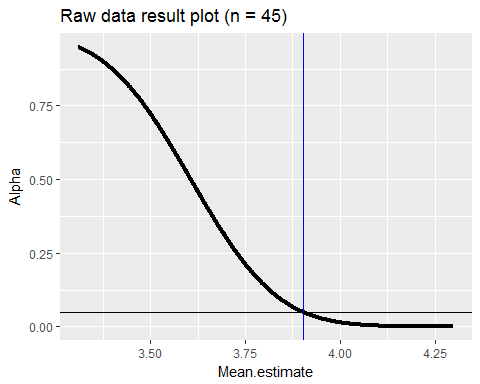 Raw data result plot (n = 45)
Alpha
0.75
0.50
0.25
0.00
3.50 3.75 4.00 4.25
Mean.estimate